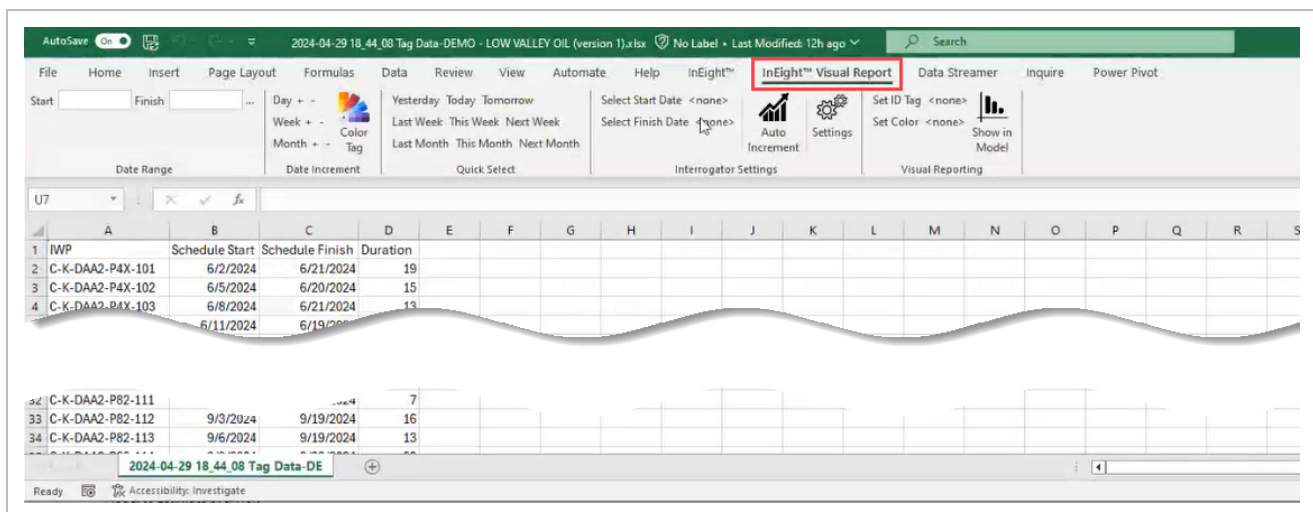 AutoSave On 2024-04-29 18_44_08 Tag Data-DEMO - LOW VALLEY OIL (version 1).xlsx No Label • Last Modified: 12h ago Search
File Home Insert Page Layout Formulas Data Review View Automate Help InEight™ InEight™ Visual Report Data Streamer Inquire Power Pivot
Start Finish ... Day + - Yesterday Today Tomorrow Select Start Date <none> Set ID Tag <none>
Week + - Last Week This Week Next Week Select Finish Date <none> Set Color <none>
Month + - Color Tag Last Month This Month Next Month Auto Increment Settings Show in Model
Date Range Date Increment Quick Select Interrogator Settings Visual Reporting
U7 fx
A B C D E F G H I J K L M N O P Q R S
1 IWP Schedule Start Schedule Finish Duration
2 C-K-DAA2-P4X-101 6/2/2024 6/21/2024 19
3 C-K-DAA2-P4X-102 6/5/2024 6/20/2024 15
4 C-K-DAA2-P4X-103 6/8/2024 6/21/2024 13
6/11/2024
32 C-K-DAA2-P82-111 7
33 C-K-DAA2-P82-112 9/3/2024 9/19/2024 16
34 C-K-DAA2-P82-113 9/6/2024 9/19/2024 13
2024-04-29 18_44_08 Tag Data-DE
Ready Accessibility: Investigate